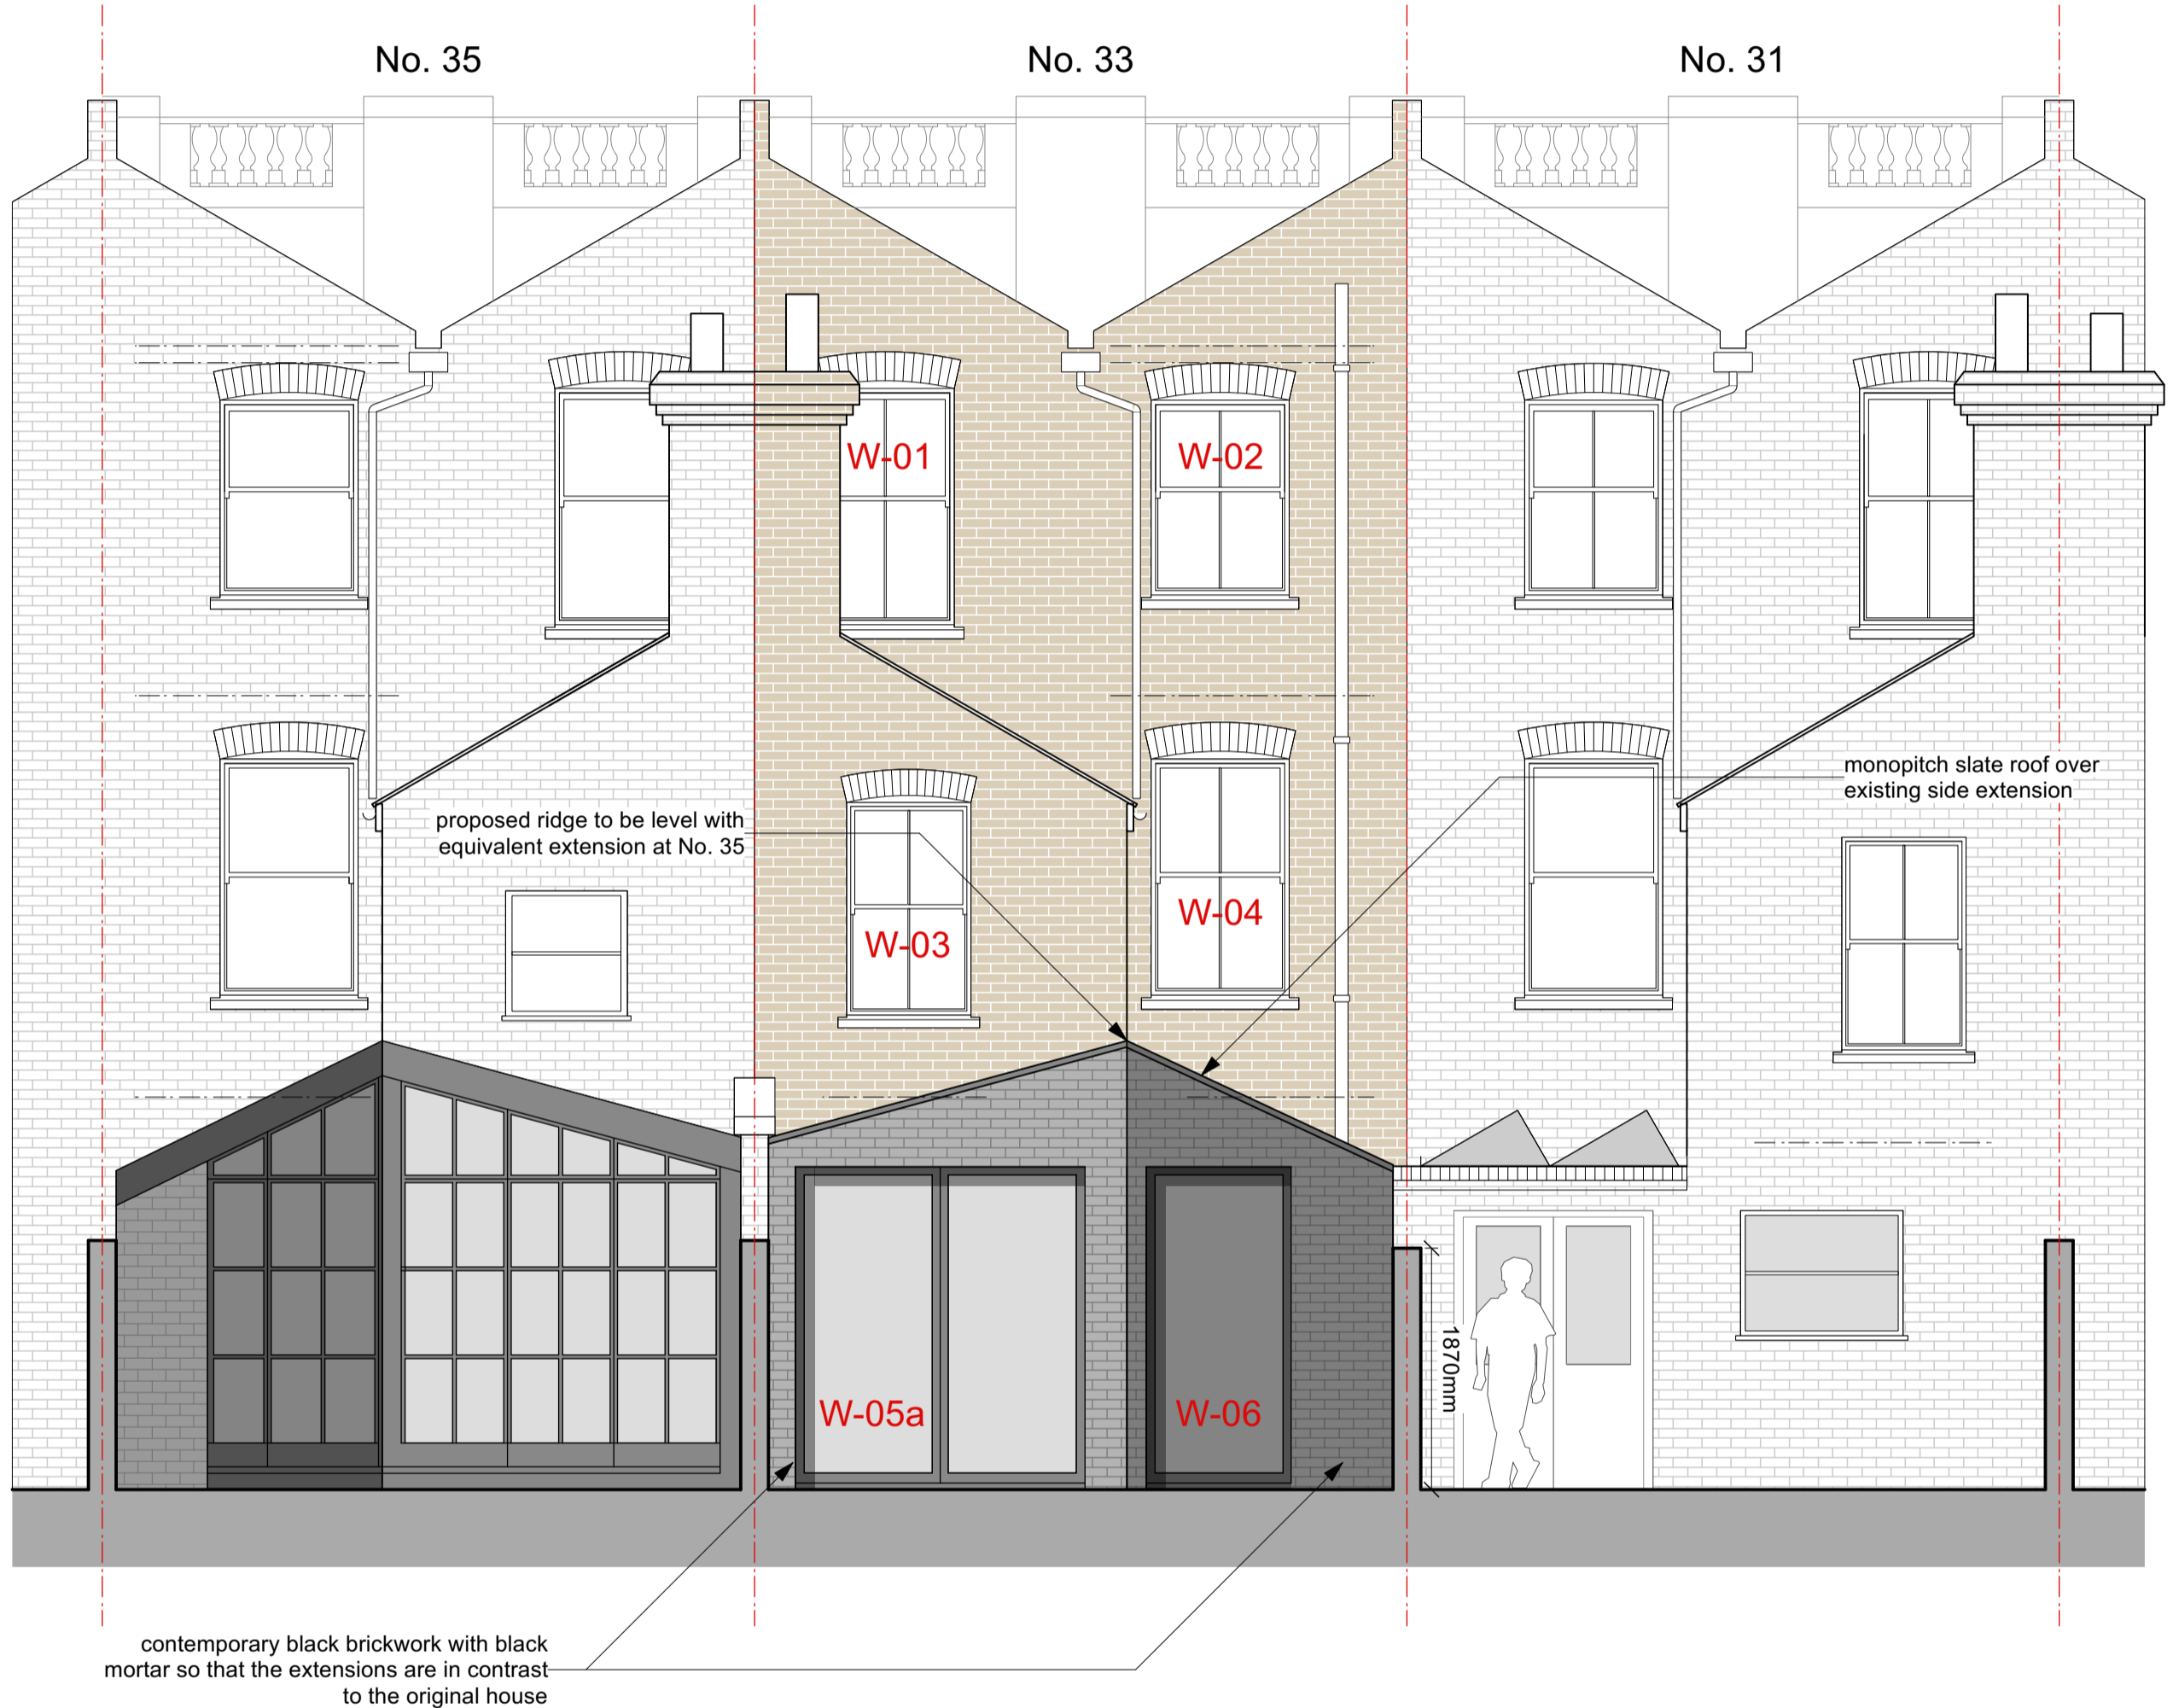 No. 35
No. 33
No. 31
W-01
W-02
monopitch slate roof over
existing side extension
proposed ridge to be level with
equivalent extension at No. 35
W-03
W-04
1870mm
W-05a
W-06
contemporary black brickwork with black
mortar so that the extensions are in contrast
to the original house